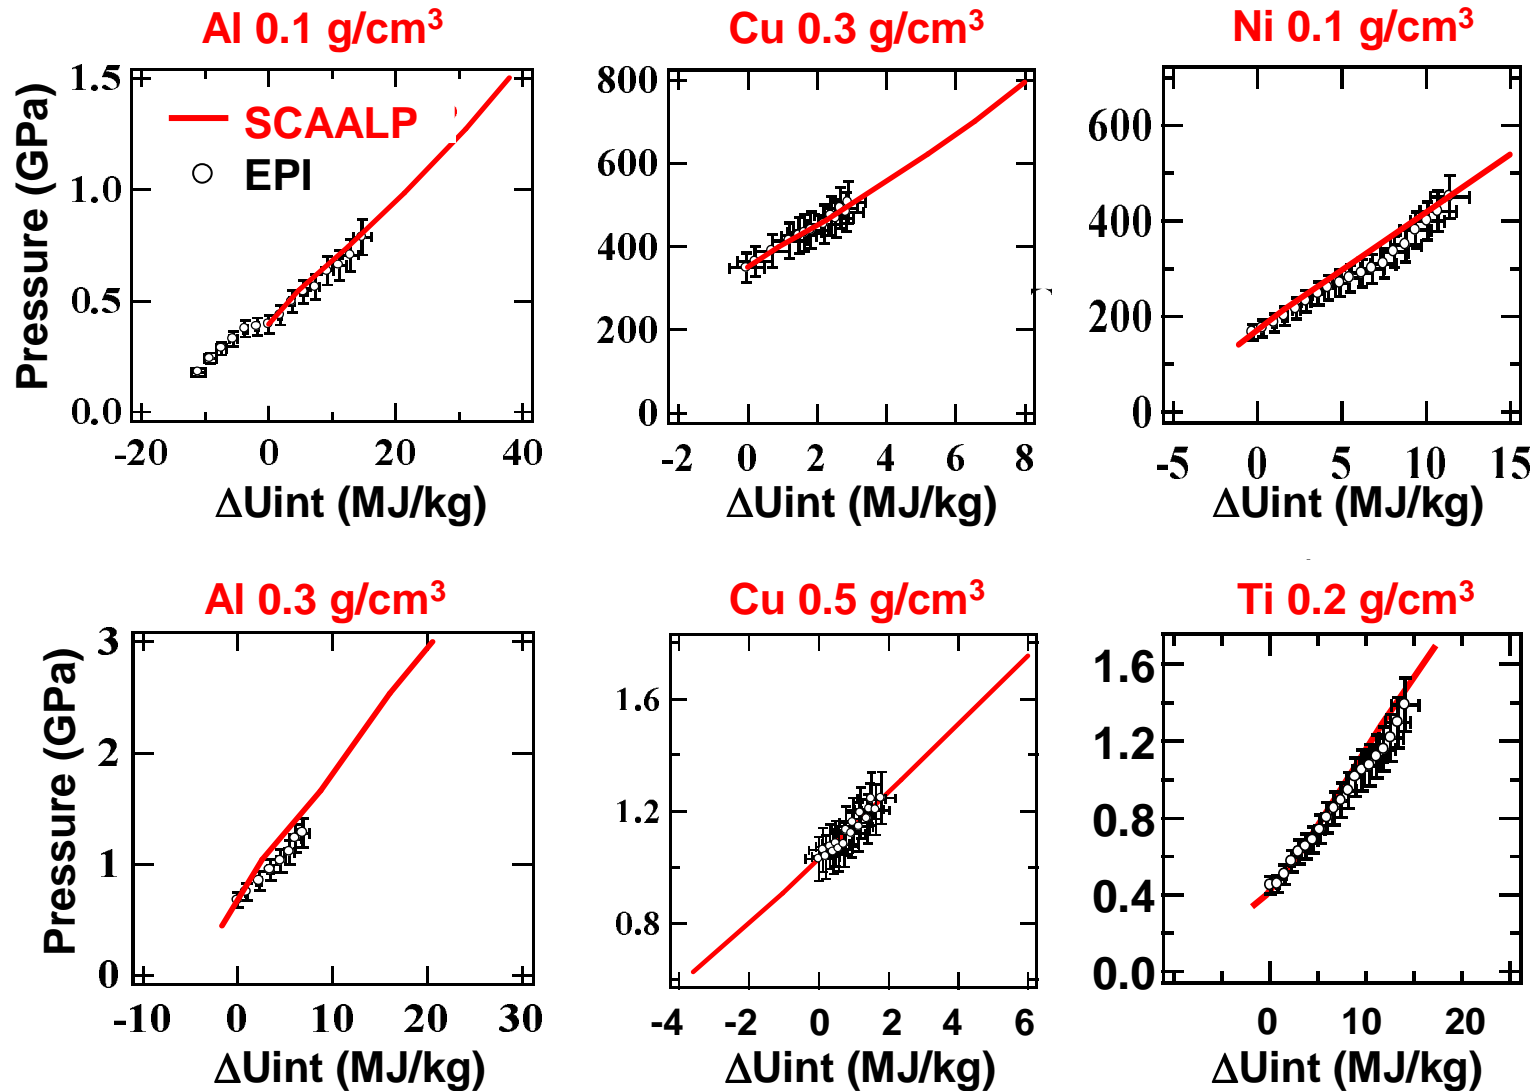 Al 0.1 g/cm³
Cu 0.3 g/cm³
Ni 0.1 g/cm³
Pressure (GPa)
1.5
1.0
0.5
0.0
SCAALP
EPI
-20 0 20 40
ΔUint (MJ/kg)
800
600
400
200
0
-2 0 2 4 6 8
ΔUint (MJ/kg)
600
400
200
0
-5 0 5 10 15
ΔUint (MJ/kg)
Al 0.3 g/cm³
Cu 0.5 g/cm³
Ti 0.2 g/cm³
Pressure (GPa)
3
2
1
0
-10 0 10 20 30
ΔUint (MJ/kg)
1.6
1.2
0.8
-4 -2 0 2 4 6
ΔUint (MJ/kg)
1.6
1.2
0.8
0.4
0.0
0 10 20
ΔUint (MJ/kg)